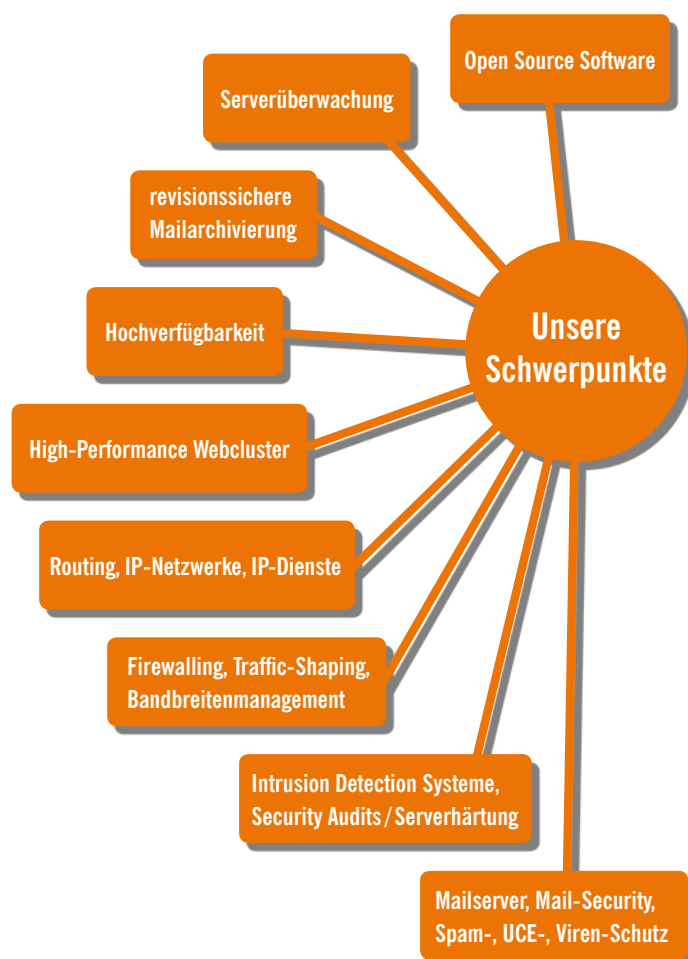 Open Source Software
Serverüberwachung
revisionssichere
Mailarchivierung
Hochverfügbarkeit
Unsere
Schwerpunkte
High-Performance Webcluster
Routing, IP-Netzwerke, IP-Dienste
Firewalling, Traffic-Shaping,
Bandbreitenmanagement
Intrusion Detection Systeme,
Security Audits / Serverhärtung
Mailserver, Mail-Security,
Spam-, UCE-, Viren-Schutz